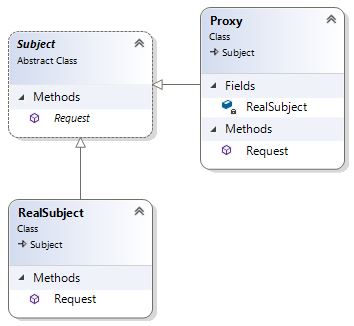 Subject
Abstract Class
Methods
Request
Proxy
Class
Subject
Fields
RealSubject
Methods
Request
RealSubject
Class
Subject
Methods
Request